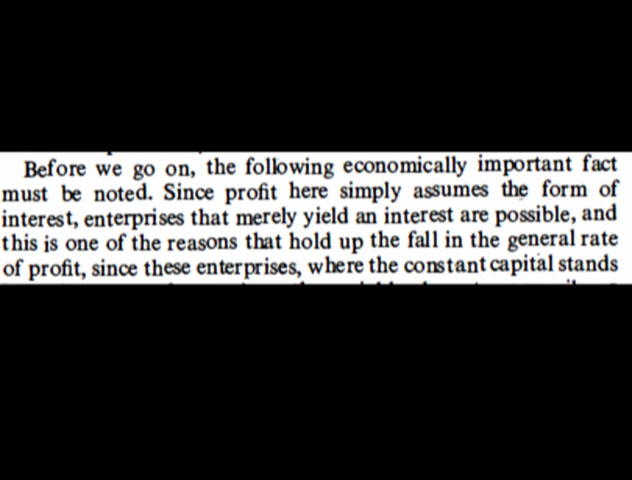 Before we go on, the following economically important fact
must be noted. Since profit here simply assumes the form of
interest, enterprises that merely yield an interest are possible, and
this is one of the reasons that hold up the fall in the general rate
of profit, since these enterprises, where the constant capital stands